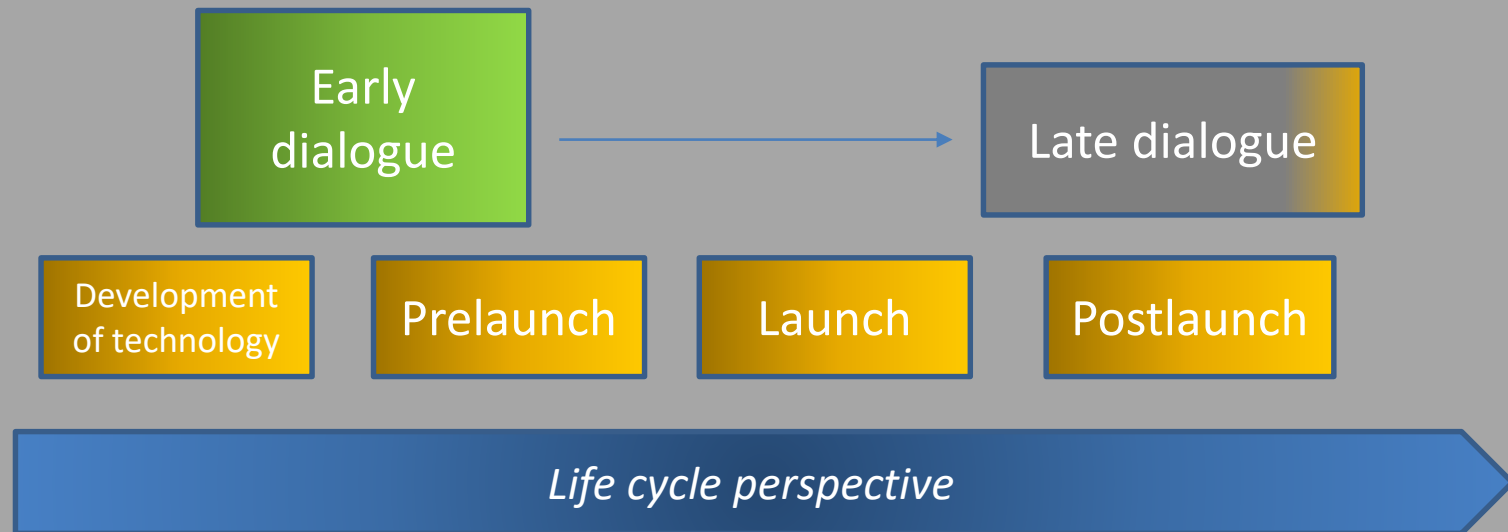 Early
dialogue
Late dialogue
Development
of technology
Prelaunch
Launch
Postlaunch
Life cycle perspective